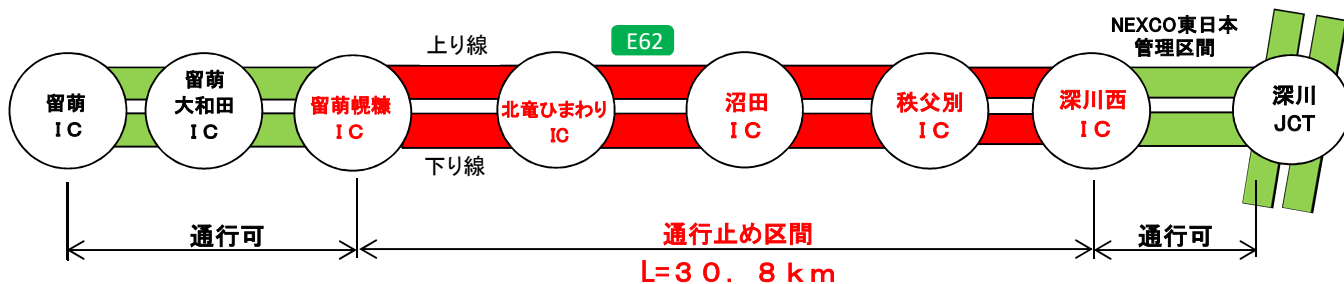 NEXCO東日本
管理区間
上り線
E62
留萌
IC
留萌
大和田
IC
留萌幌糠
IC
北竜ひまわり
IC
沼田
IC
秩父別
IC
深川西
IC
深川
JCT
下り線
通行可
通行止め区間
通行可
L=30.8km